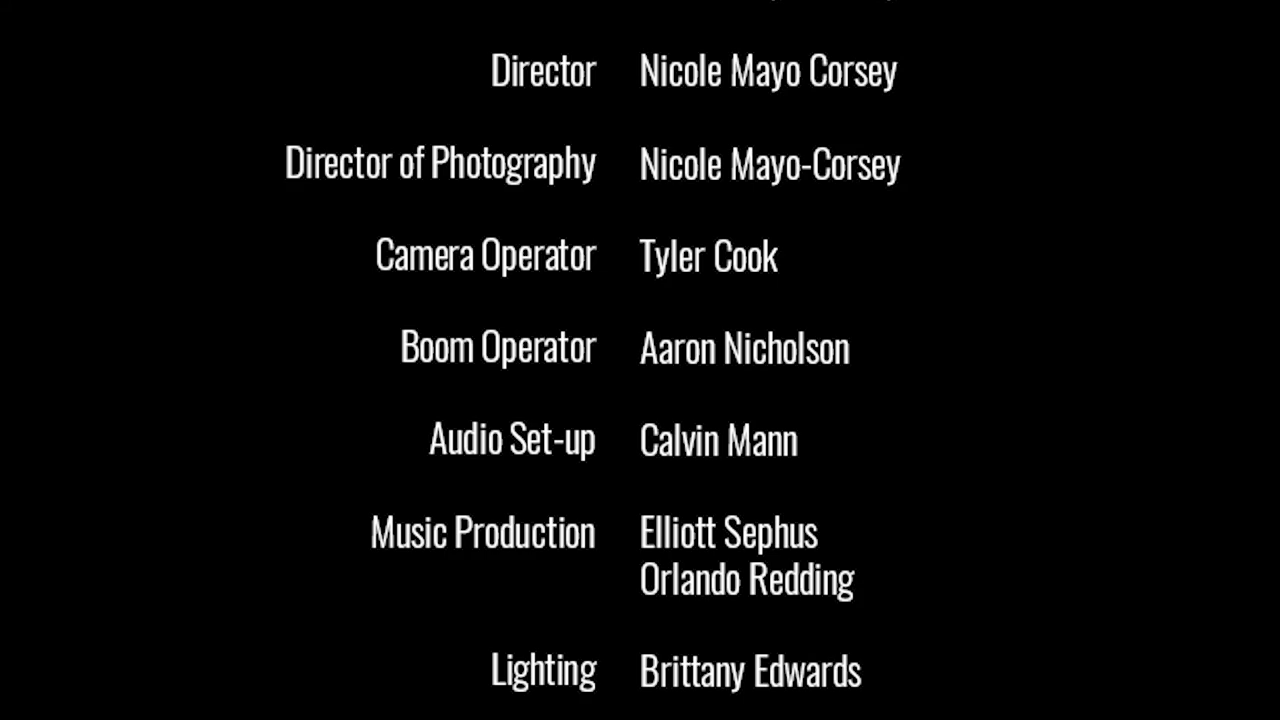 Director Nicole Mayo Corsey
Director of Photography Nicole Mayo-Corsey
Camera Operator Tyler Cook
Boom Operator Aaron Nicholson
Audio Set-up Calvin Mann
Music Production Elliott Sephus
Orlando Redding
Lighting Brittany Edwards